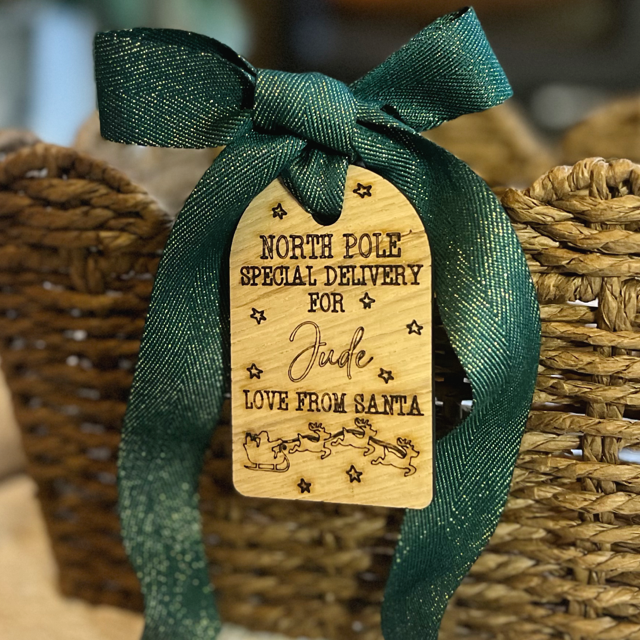 NORTH POLE
SPECIAL DELIVERY
FOR
Jude
LOVE FROM SANTA